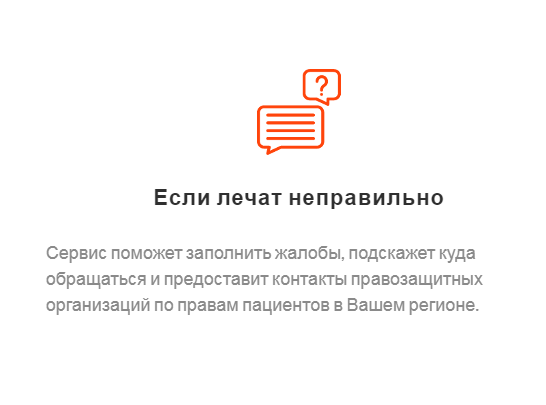 ?
Если лечат неправильно
Сервис поможет заполнить жалобы, подскажет куда
обращаться и предоставит контакты правозащитных
организаций по правам пациентов в Вашем регионе.